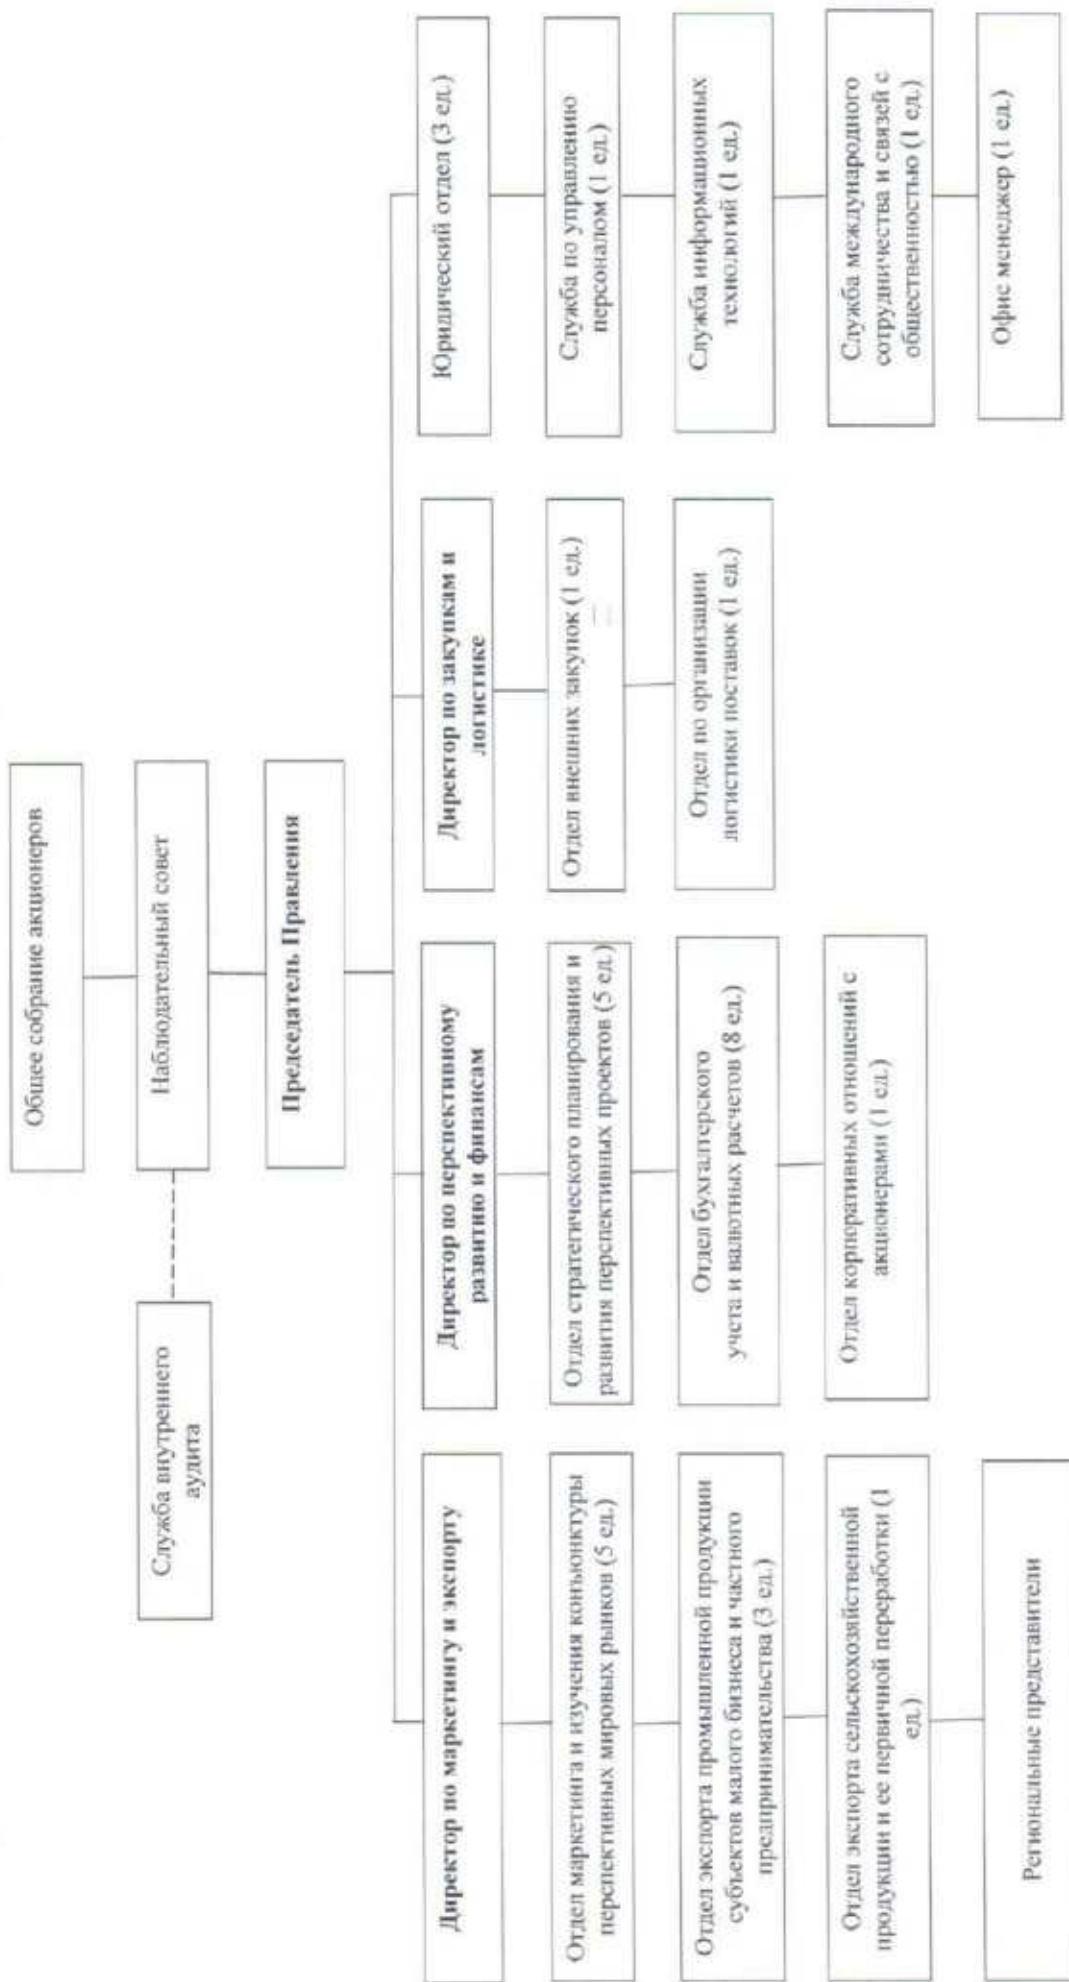 Общее собрание акционеров
Служба внутреннего
аудита
Наблюдательный совет
Председатель Правления
Директор по маркетингу и экспорту
Отдел маркетинга и изучения конъюнктуры
перспективных мировых рынков (5 ед.)
Отдел экспорта промышленной продукции
субъектов малого бизнеса и частного
предпринимательства (3 ед.)
Отдел экспорта сельскохозяйственной
продукции и ее первичной переработки (1
ед.)
Региональные представители
Директор по перспективному
развитию и финансам
Отдел стратегического планирования и
развития перспективных проектов (5 ед.)
Отдел бухгалтерского
учета и валютных расчетов (8 ед.)
Отдел корпоративных отношений с
акционерами (1 ед.)
Директор по закупкам и
логистике
Отдел внешних закупок (1 ед.)
Отдел по организации
логистики поставок (1 ед.)
Юридический отдел (3 ед.)
Служба по управлению
персоналом (1 ед.)
Служба информационных
технологий (1 ед.)
Служба международного
сотрудничества и связей с
общественностью (1 ед.)
Офис менеджер (1 ед.)